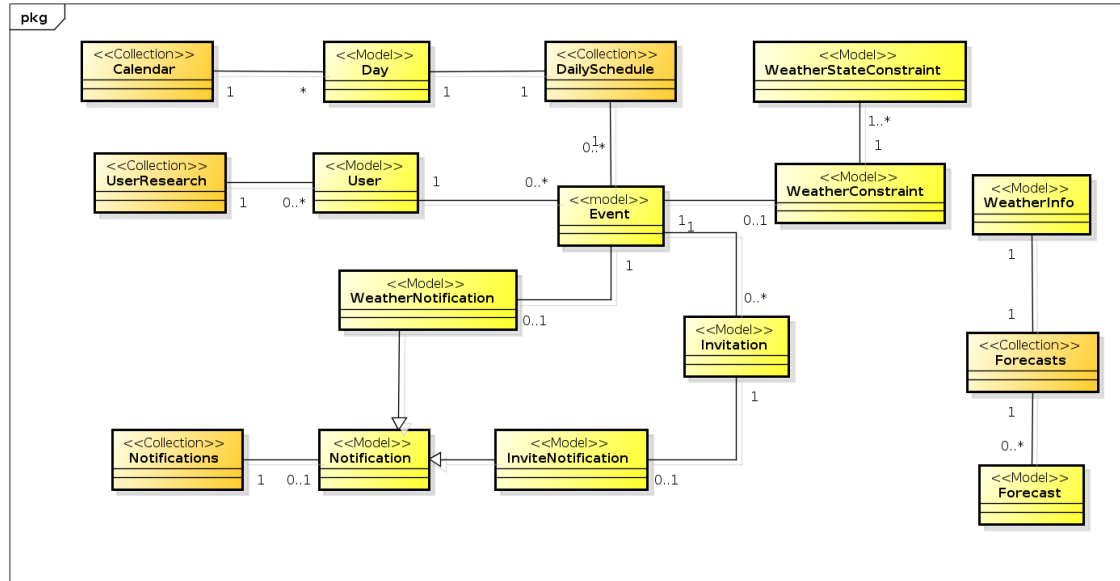 pkg
<<Collection>>
Calendar
1
*
<<Model>>
Day
1
1
<<Collection>>
DailySchedule
1
0..*
<<Model>>
WeatherStateConstraint
1..*
1
<<Collection>>
UserResearch
1
0..*
<<Model>>
User
1
0..*
<<model>>
Event
1
0..1
<<Model>>
WeatherConstraint
<<Model>>
WeatherInfo
1
1
1
1
0..*
<<Model>>
WeatherNotification
0..1
<<Model>>
Invitation
1
<<Collection>>
Forecasts
1
0..*
<<Collection>>
Notifications
1
0..1
<<Model>>
Notification
<<Model>>
InviteNotification
0..1
<<Model>>
Forecast